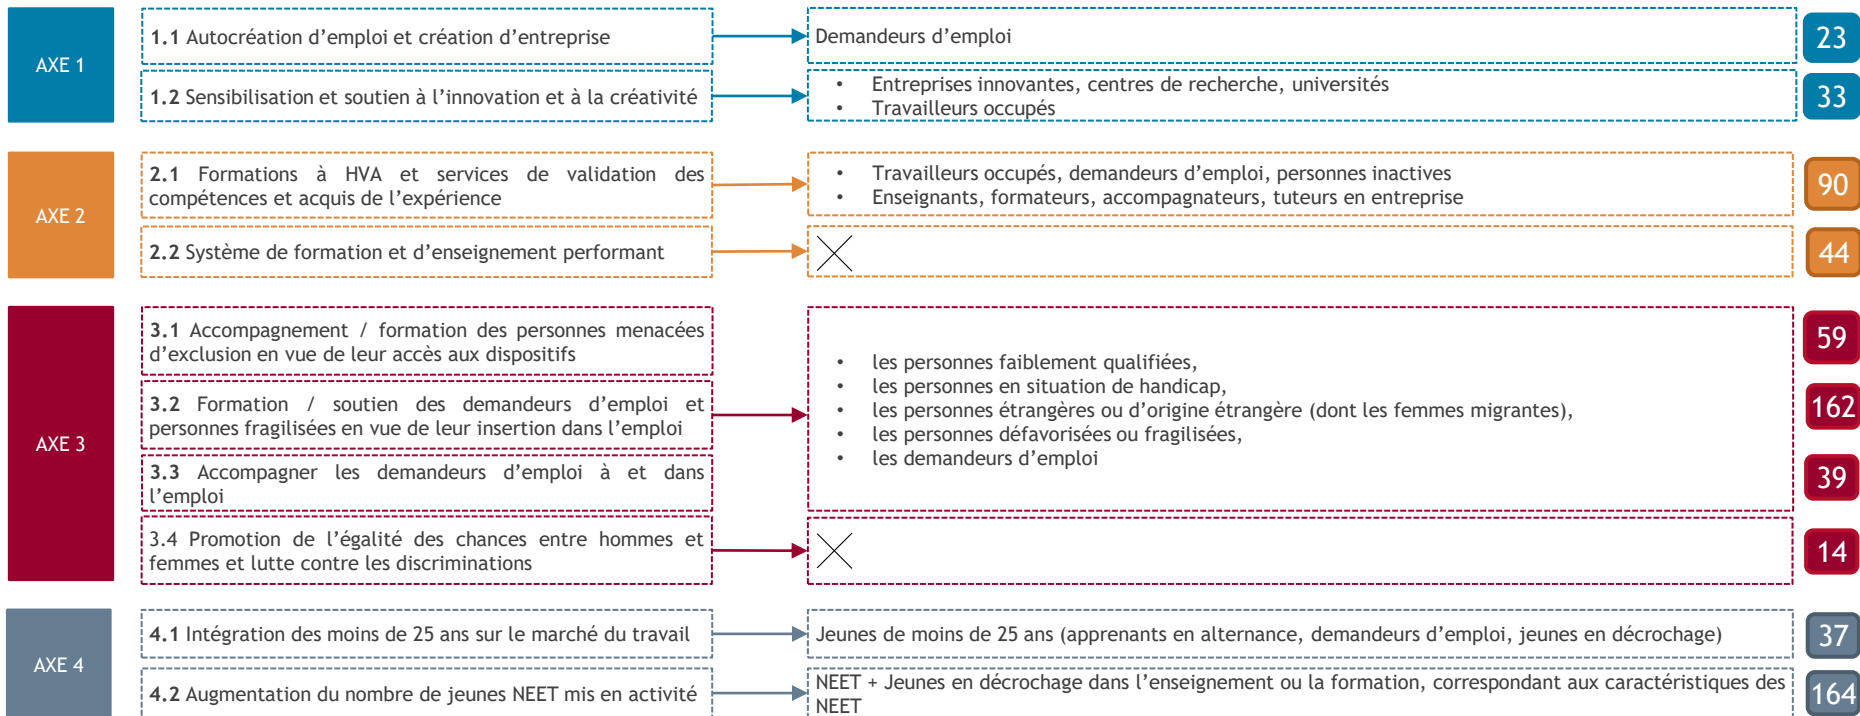 AXE 1
1.1 Autocréation d’emploi et création d’entreprise
Demandeurs d’emploi
23
1.2 Sensibilisation et soutien à l’innovation et à la créativité
• Entreprises innovantes, centres de recherche, universités
• Travailleurs occupés
33
AXE 2
2.1 Formations à HVA et services de validation des
compétences et acquis de l’expérience
• Travailleurs occupés, demandeurs d’emploi, personnes inactives
• Enseignants, formateurs, accompagnateurs, tuteurs en entreprise
90
2.2 Système de formation et d’enseignement performant
44
AXE 3
3.1 Accompagnement / formation des personnes menacées
d’exclusion en vue de leur accès aux dispositifs
59
3.2 Formation / soutien des demandeurs d’emploi et
personnes fragilisées en vue de leur insertion dans l’emploi
162
3.3 Accompagner les demandeurs d’emploi à et dans
l’emploi
39
• les personnes faiblement qualifiées,
• les personnes en situation de handicap,
• les personnes étrangères ou d’origine étrangère (dont les femmes migrantes),
• les personnes défavorisées ou fragilisées,
• les demandeurs d’emploi
3.4 Promotion de l’égalité des chances entre hommes et
femmes et lutte contre les discriminations
14
AXE 4
4.1 Intégration des moins de 25 ans sur le marché du travail
Jeunes de moins de 25 ans (apprenants en alternance, demandeurs d’emploi, jeunes en décrochage)
37
4.2 Augmentation du nombre de jeunes NEET mis en activité
NEET + Jeunes en décrochage dans l’enseignement ou la formation, correspondant aux caractéristiques des
NEET
164